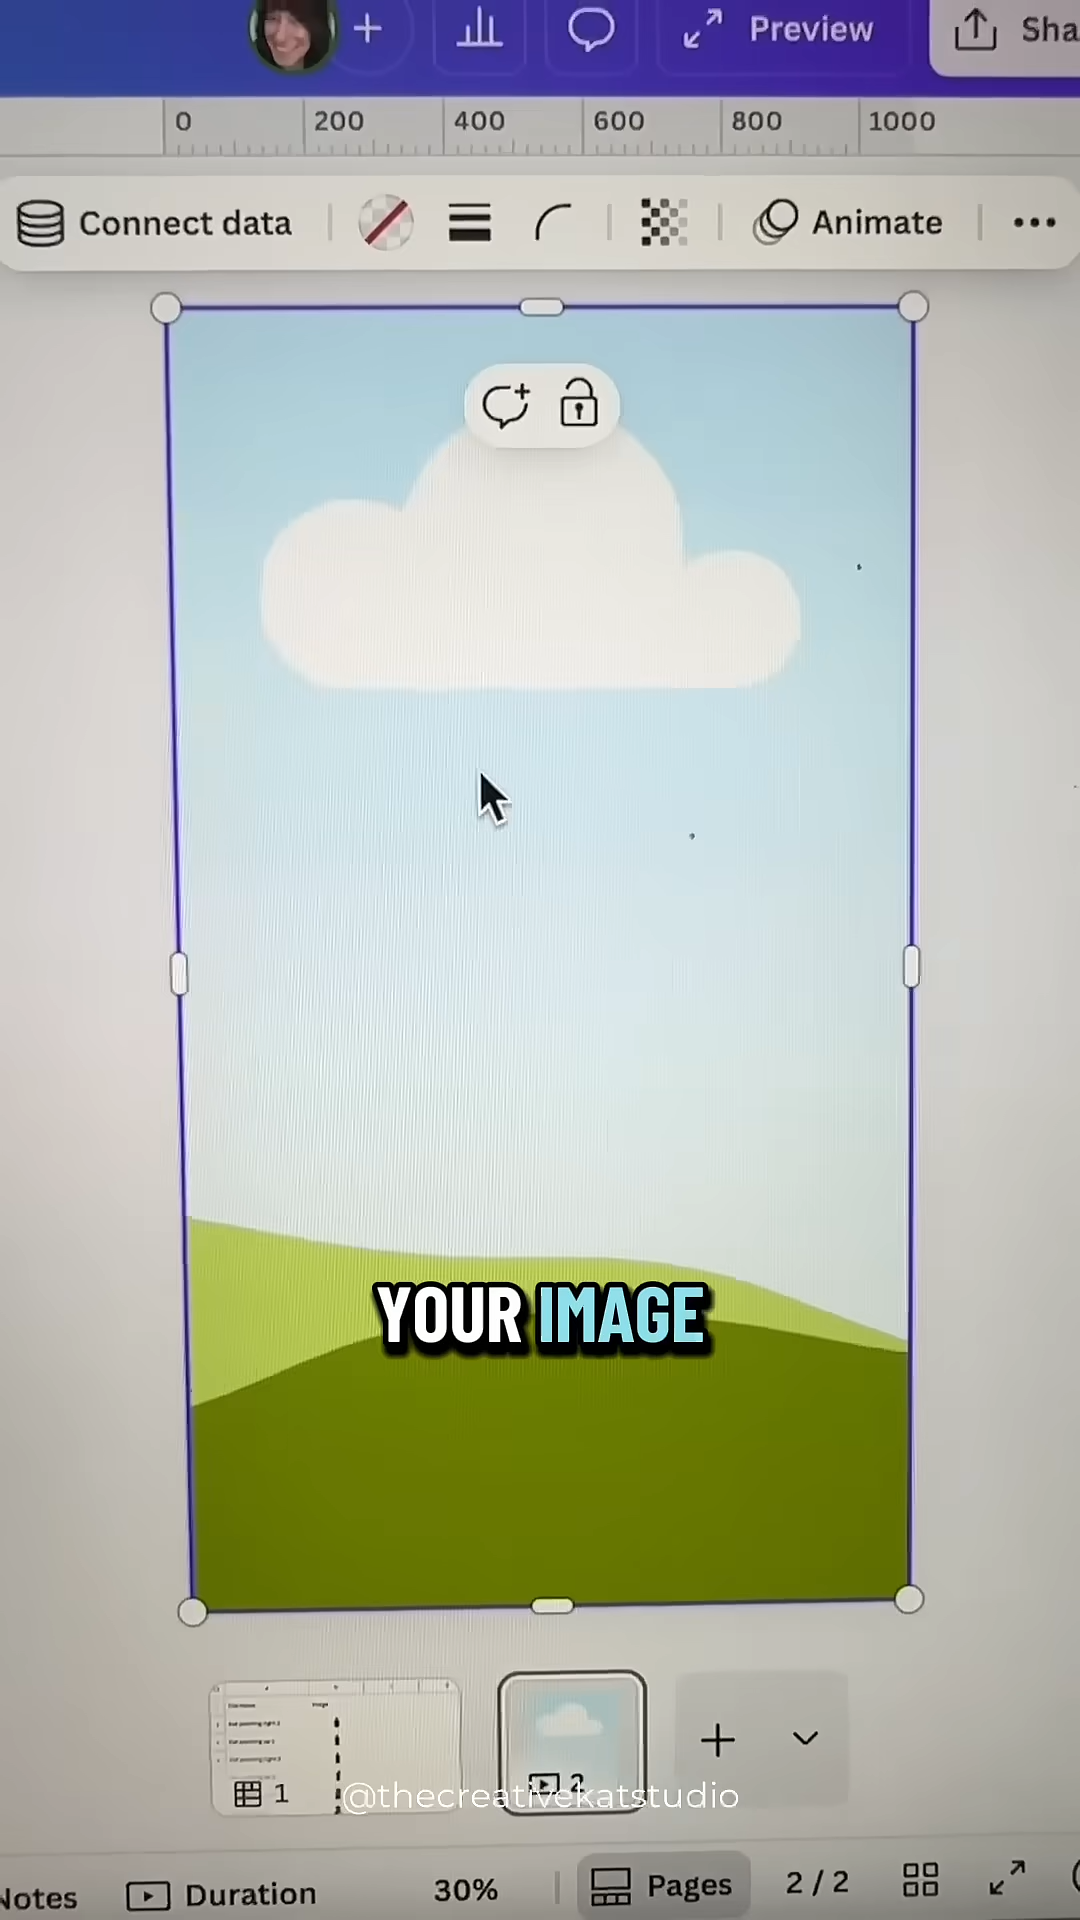 Preview
Sha
0 200 400 600 800 1000
Connect data
Animate
YOUR IMAGE
1
2
@thecreativekatstudio
Notes
Duration
30%
Pages
2 / 2